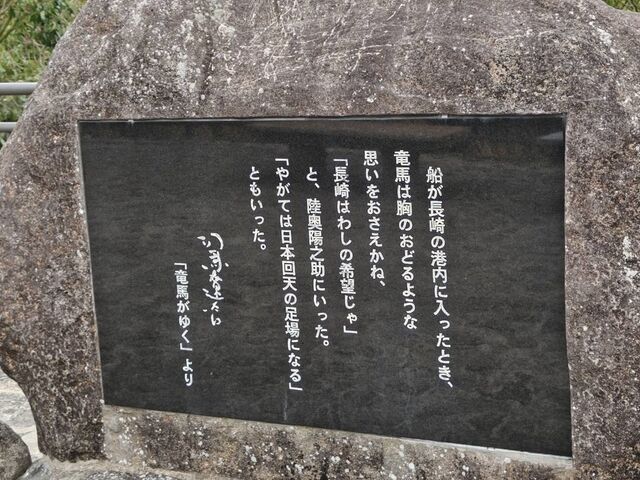 船が長崎の港内に入ったとき、
竜馬は胸のおどるような
思いをおさえかね、
「長崎はわしの希望じゃ」
と、陸奥陽之助にいった。
「やがては日本回天の足場になる」
ともいった。
司馬遼太郎
「竜馬がゆく」より